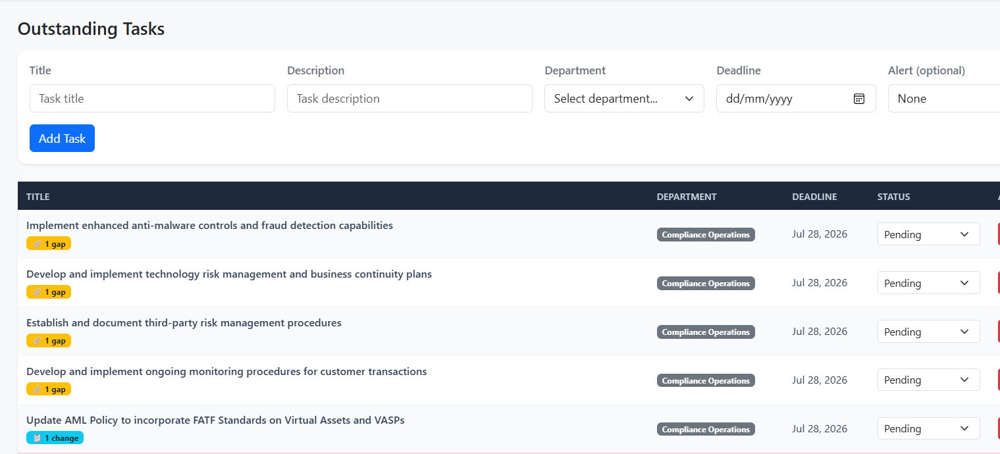 Outstanding Tasks
Title Description Department Deadline Alert (optional)
Task title Task description Select department... dd/mm/yyyy None
Add Task
TITLE DEPARTMENT DEADLINE STATUS
Implement enhanced anti-malware controls and fraud detection capabilities
1 gap
Compliance Operations Jul 28, 2026 Pending
Develop and implement technology risk management and business continuity plans
1 gap
Compliance Operations Jul 28, 2026 Pending
Establish and document third-party risk management procedures
1 gap
Compliance Operations Jul 28, 2026 Pending
Develop and implement ongoing monitoring procedures for customer transactions
1 gap
Compliance Operations Jul 28, 2026 Pending
Update AML Policy to incorporate FATF Standards on Virtual Assets and VASPs
1 change
Compliance Operations Jul 28, 2026 Pending